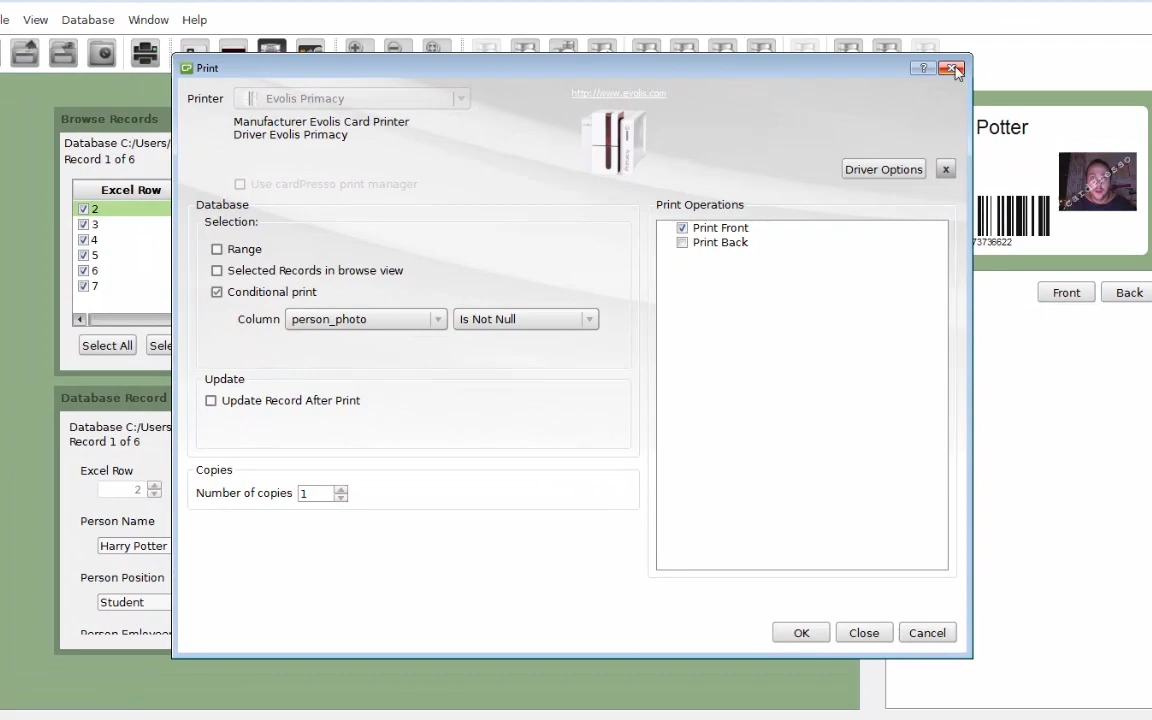 le View Database Window Help
Print
Printer Evolis Primacy
http://www.evolis.com
Manufacturer Evolis Card Printer
Driver Evolis Primacy
Driver Options x
Use cardPresso print manager
Database
Selection:
Range
Selected Records in browse view
Conditional print
Column person_photo Is Not Null
Update
Update Record After Print
Copies
Number of copies 1
Print Operations
Print Front
Print Back
OK Close Cancel
Browse Records
Database C:/Users/
Record 1 of 6
Excel Row
2
3
4
5
6
7
Select All Sele
Database Record
Database C:/Users
Record 1 of 6
Excel Row
2
Person Name
Harry Potter
Person Position
Student
Person Emloyee
Potter
cardPresso
73736622
Front Back